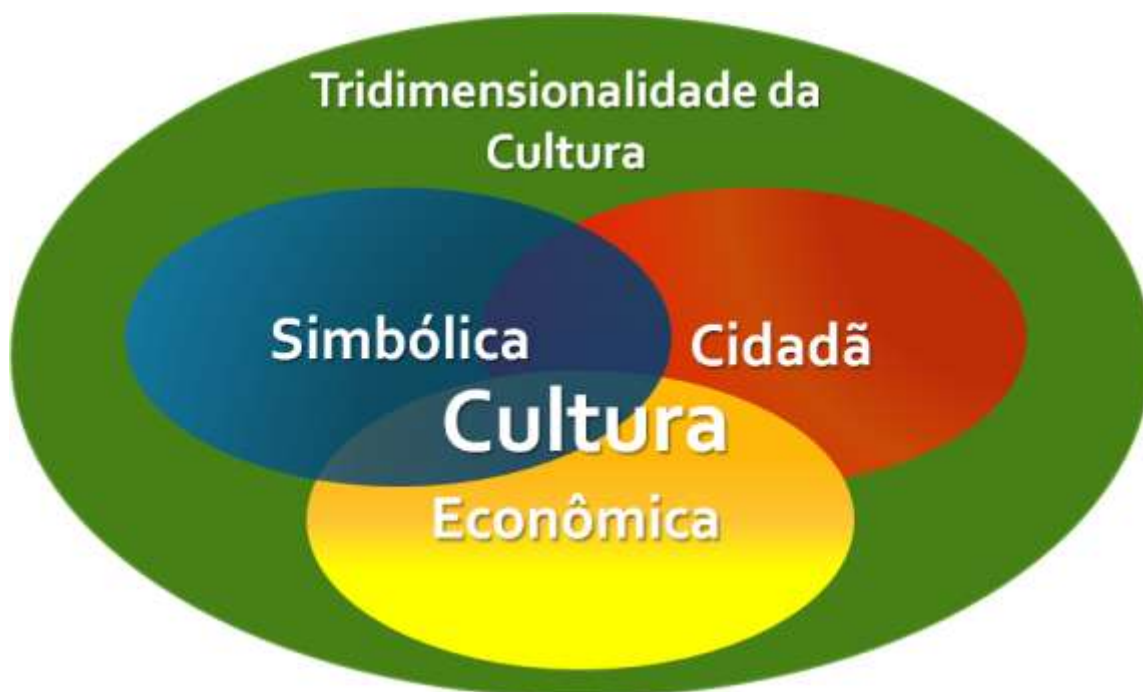 Tridimensionalidade da
Cultura
Simbólica
Cidadã
Cultura
Econômica